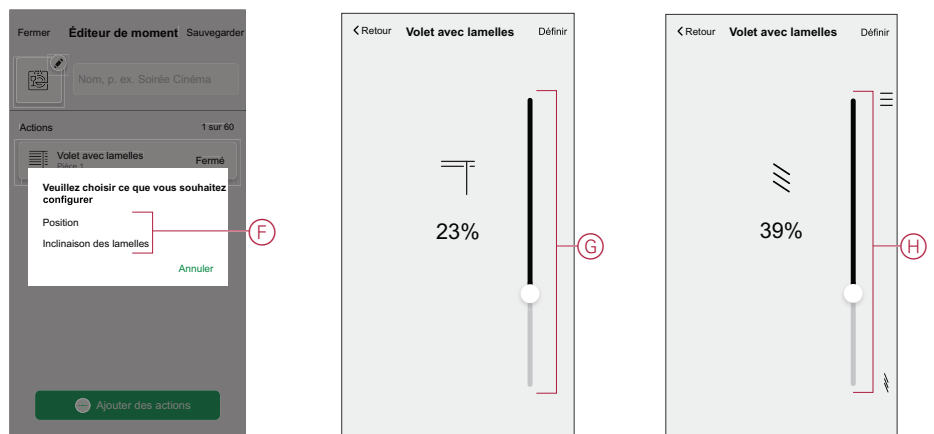 Fermer Éditeur de moment Sauvegarder
Nom, p. ex. Soirée Cinéma
Actions 1 sur 60
Volet avec lamelles
Pièce 1
Fermé
Veuillez choisir ce que vous souhaitez
configurer
Position
Inclinaison des lamelles
Annuler
Ajouter des actions
F
Retour Volet avec lamelles Définir
23%
G
Retour Volet avec lamelles Définir
39%
H